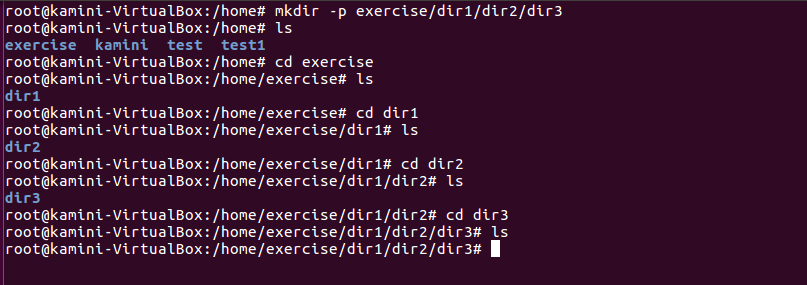 root@kamini-VirtualBox:/home# mkdir -p exercise/dir1/dir2/dir3
root@kamini-VirtualBox:/home# ls
exercise  kamini  test  test1
root@kamini-VirtualBox:/home# cd exercise
root@kamini-VirtualBox:/home/exercise# ls
dir1
root@kamini-VirtualBox:/home/exercise# cd dir1
root@kamini-VirtualBox:/home/exercise/dir1# ls
dir2
root@kamini-VirtualBox:/home/exercise/dir1# cd dir2
root@kamini-VirtualBox:/home/exercise/dir1/dir2# ls
dir3
root@kamini-VirtualBox:/home/exercise/dir1/dir2# cd dir3
root@kamini-VirtualBox:/home/exercise/dir1/dir2/dir3# ls
root@kamini-VirtualBox:/home/exercise/dir1/dir2/dir3#